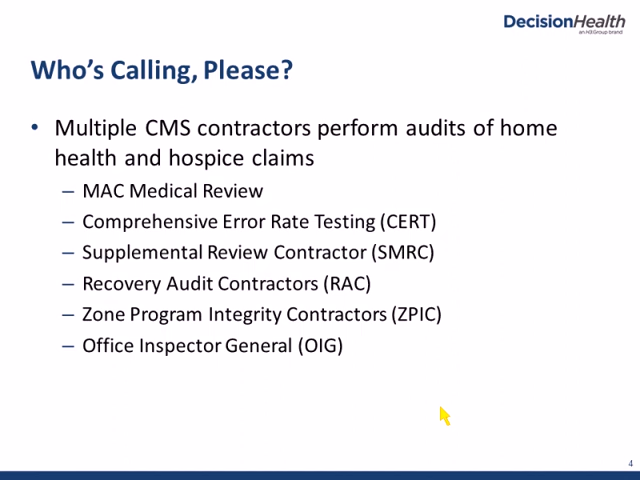 DecisionHealth
an H3.Group brand
Who's Calling, Please?
• Multiple CMS contractors perform audits of home
health and hospice claims
– MAC Medical Review
– Comprehensive Error Rate Testing (CERT)
– Supplemental Review Contractor (SMRC)
– Recovery Audit Contractors (RAC)
– Zone Program Integrity Contractors (ZPIC)
– Office Inspector General (OIG)
4